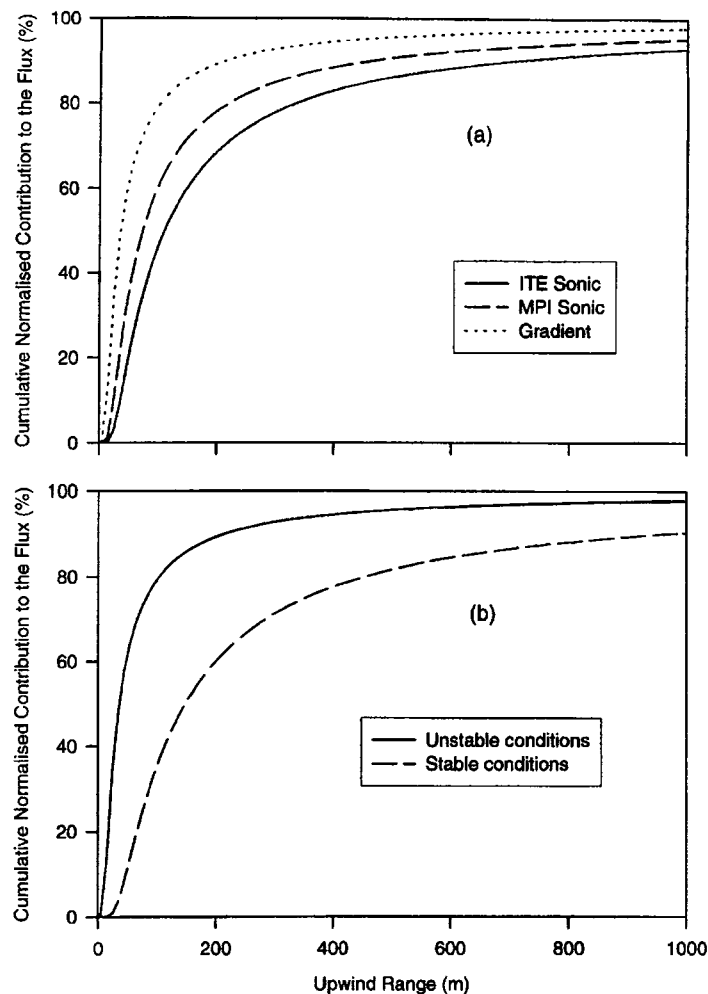 Cumulative Normalised Contribution to the Flux (%)
100
80
60
40
20
0
(a)
ITE Sonic
MPI Sonic
Gradient
Cumulative Normalised Contribution to the Flux (%)
100
80
60
40
20
0
(b)
Unstable conditions
Stable conditions
0 200 400 600 800 1000
Upwind Range (m)